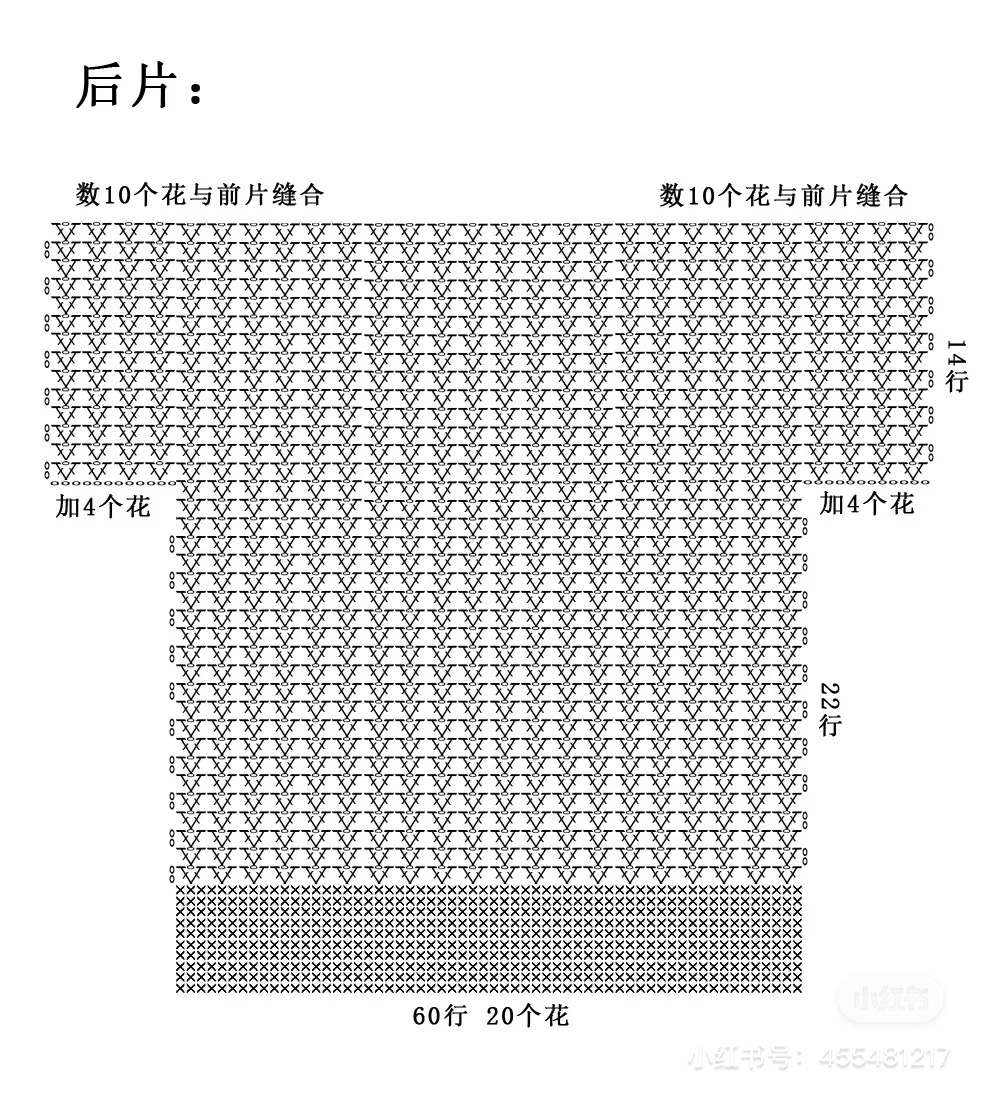 后片：
数10个花与前片缝合
数10个花与前片缝合
14行
加4个花
加4个花
22行
60行 20个花
小红书
小红书号：455481217